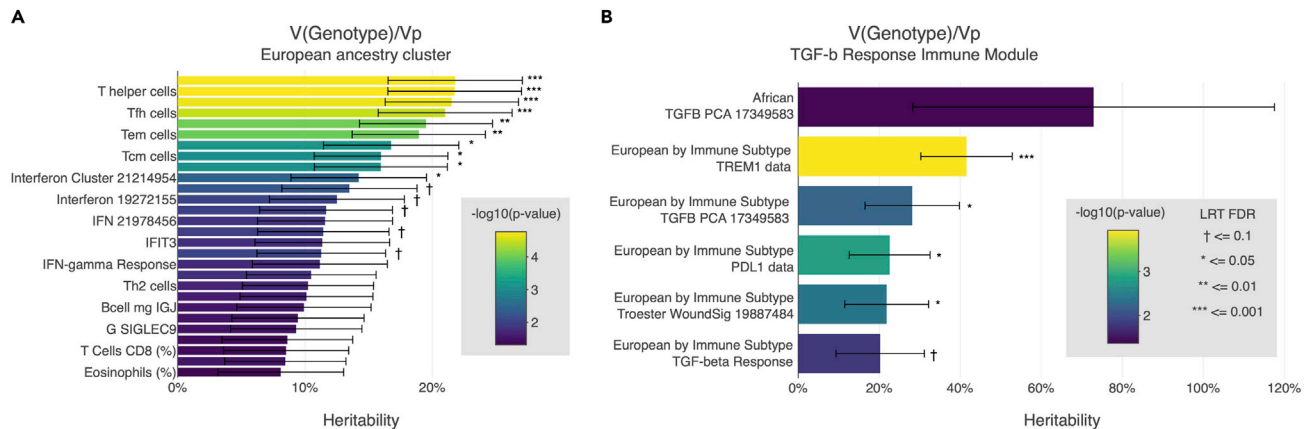 A
V(Genotype)/Vp
European ancestry cluster
***
T helper cells
***
***
Tfh cells
***
**
Tem cells
**
*
Tcm cells
*
*
Interferon Cluster 21214954
*
†
Interferon 19272155
†
†
IFN 21978456
†
IFIT3
†
IFN-gamma Response
Th2 cells
Bcell mg IGJ
G SIGLEC9
T Cells CD8 (%)
Eosinophils (%)
0%
10%
20%
Heritability
-log10(p-value)
4
3
2
B
V(Genotype)/Vp
TGF-b Response Immune Module
African
TGFB PCA 17349583
European by Immune Subtype
TREM1 data
***
European by Immune Subtype
TGFB PCA 17349583
*
European by Immune Subtype
PDL1 data
*
European by Immune Subtype
Troester WoundSig 19887484
*
European by Immune Subtype
TGF-beta Response
†
0%
20%
40%
60%
80%
100%
120%
Heritability
-log10(p-value)
3
2
LRT FDR
† <= 0.1
* <= 0.05
** <= 0.01
*** <= 0.001